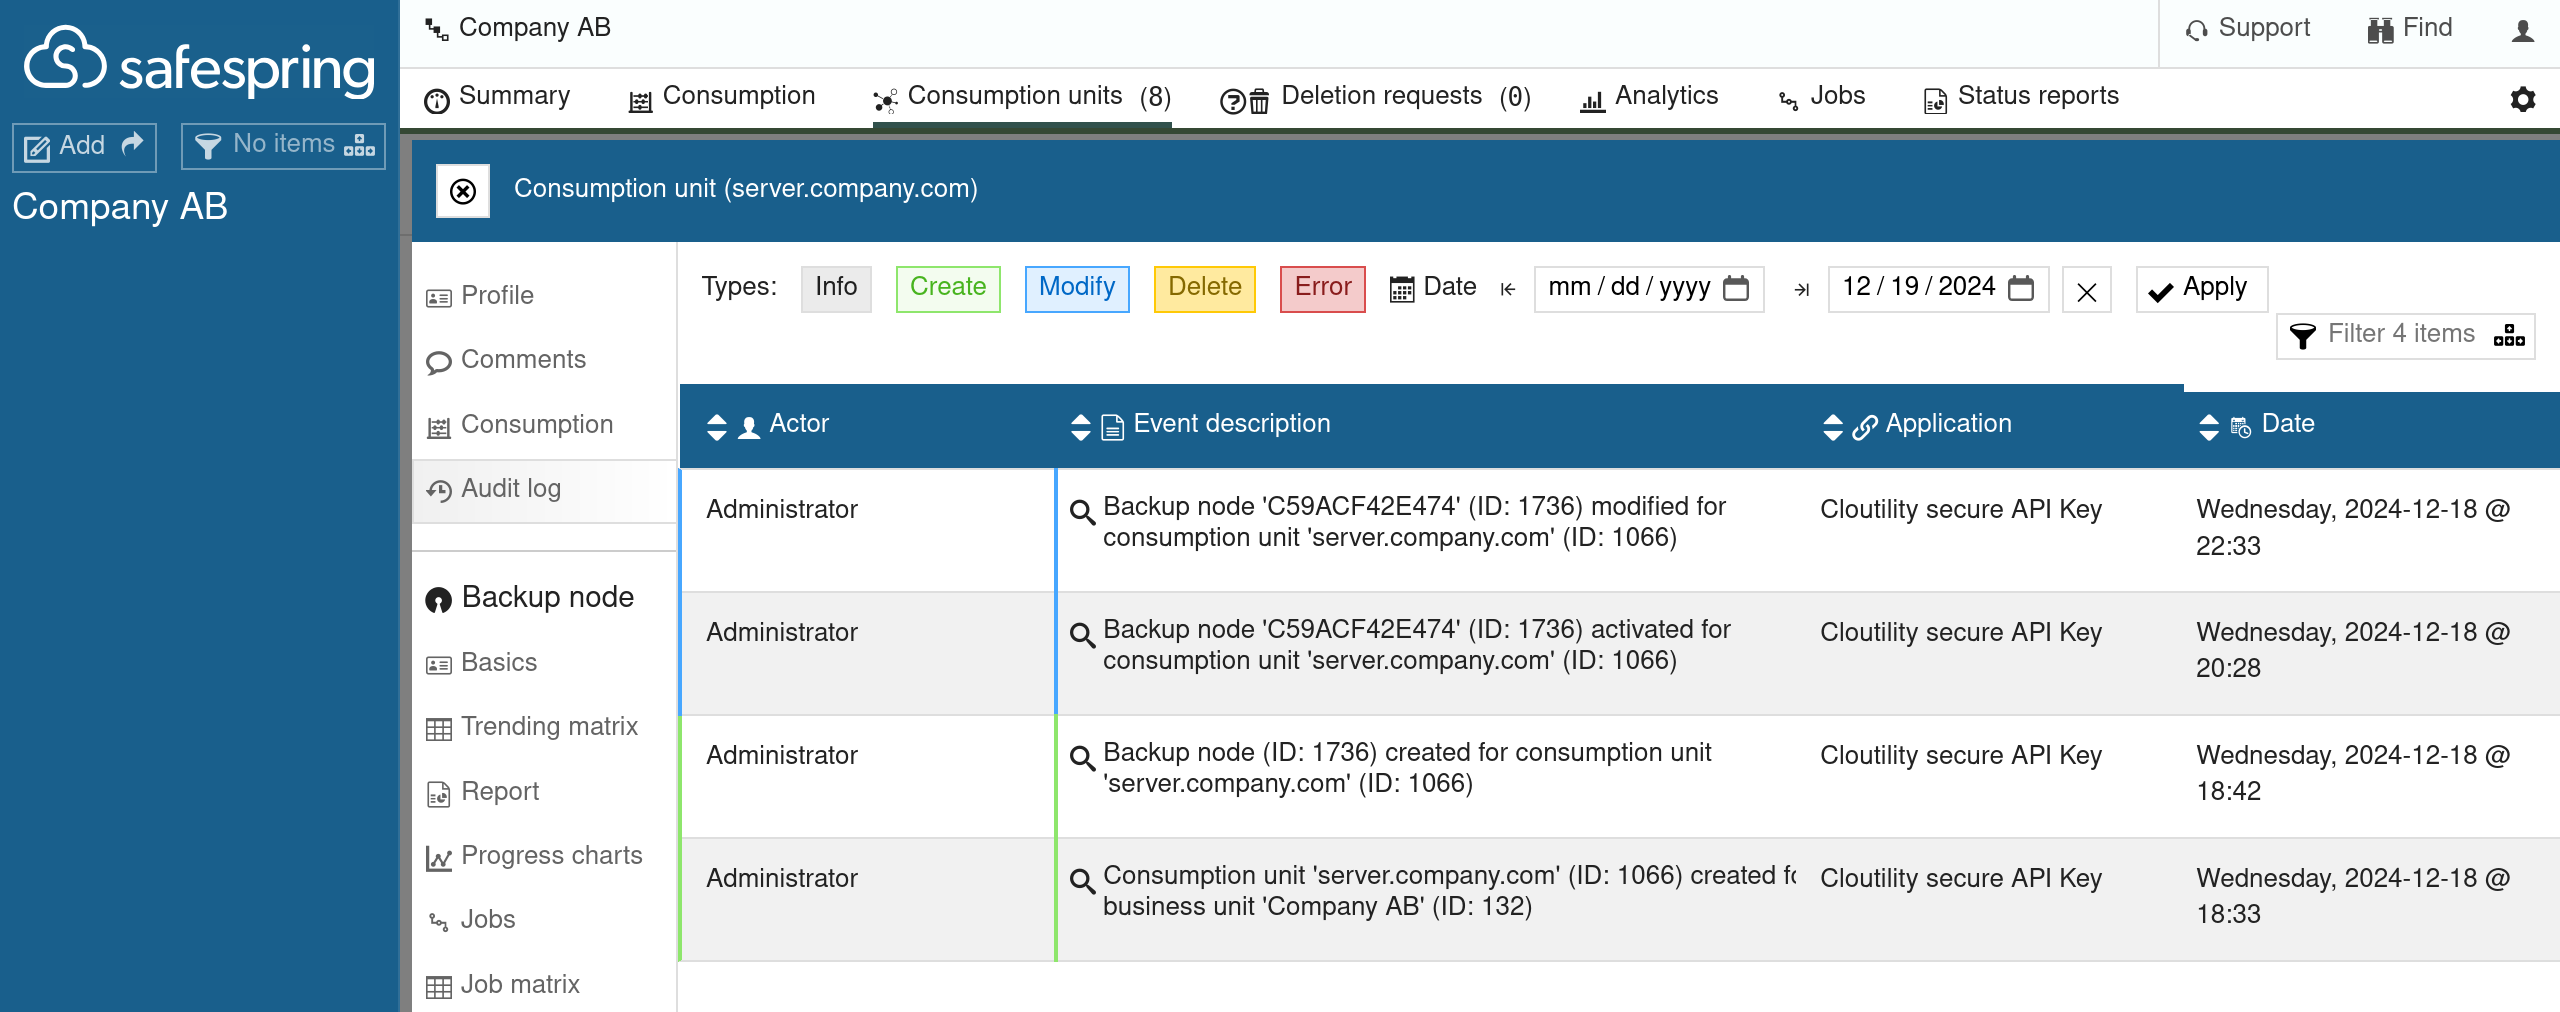 safespring
Add
No items
Company AB
Company AB
Support
Find
Summary
Consumption
Consumption units (8)
Deletion requests (0)
Analytics
Jobs
Status reports
Consumption unit (server.company.com)
Profile
Comments
Consumption
Audit log
Backup node
Basics
Trending matrix
Report
Progress charts
Jobs
Job matrix
Types: Info Create Modify Delete Error Date mm / dd / yyyy 12 / 19 / 2024 Apply
Filter 4 items
Actor Event description Application Date
Administrator
Backup node 'C59ACF42E474' (ID: 1736) modified for
consumption unit 'server.company.com' (ID: 1066)
Cloutility secure API Key
Wednesday, 2024-12-18 @
22:33
Administrator
Backup node 'C59ACF42E474' (ID: 1736) activated for
consumption unit 'server.company.com' (ID: 1066)
Cloutility secure API Key
Wednesday, 2024-12-18 @
20:28
Administrator
Backup node (ID: 1736) created for consumption unit
'server.company.com' (ID: 1066)
Cloutility secure API Key
Wednesday, 2024-12-18 @
18:42
Administrator
Consumption unit 'server.company.com' (ID: 1066) created
business unit 'Company AB' (ID: 132)
Cloutility secure API Key
Wednesday, 2024-12-18 @
18:33